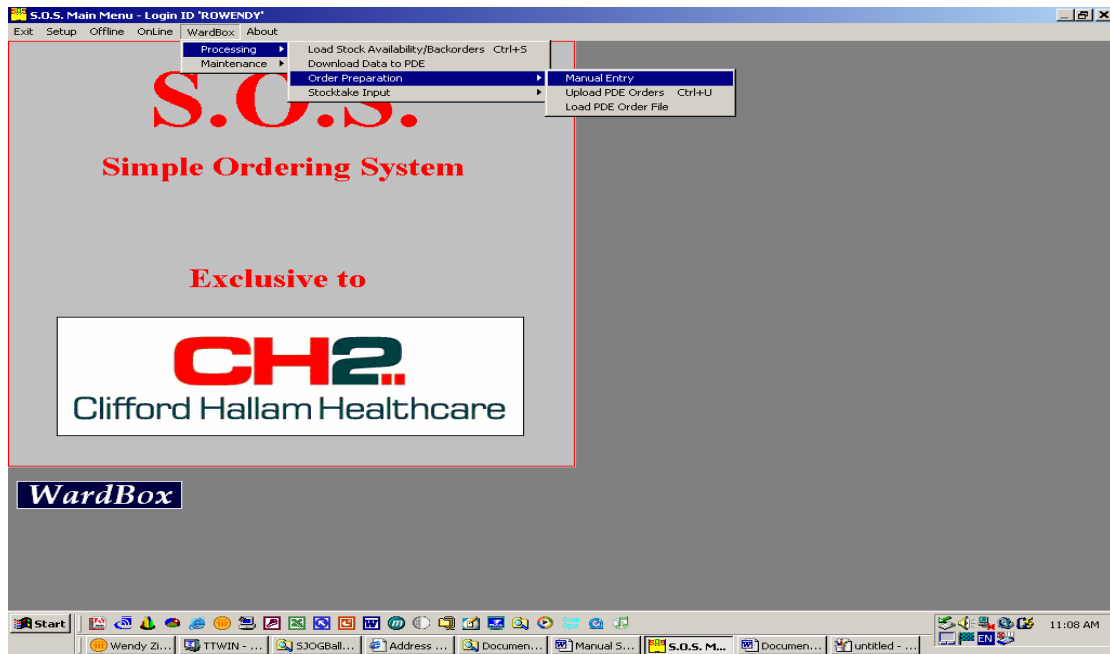 S.O.S. Main Menu - Login ID 'ROWENDY'
Exit Setup Offline OnLine WardBox About
Processing
Maintenance
Load Stock Availability/Backorders Ctrl+S
Download Data to PDE
Order Preparation
Stocktake Input
Manual Entry
Upload PDE Orders Ctrl+U
Load PDE Order File
S.O.S.
Simple Ordering System
Exclusive to
CH2..
Clifford Hallam Healthcare
WardBox
Start
11:08 AM
Wendy Zi... TTWIN - ... SJOGBall... Address ... Documen... Manual S... S.O.S. M... Documen... untitled - ... EN